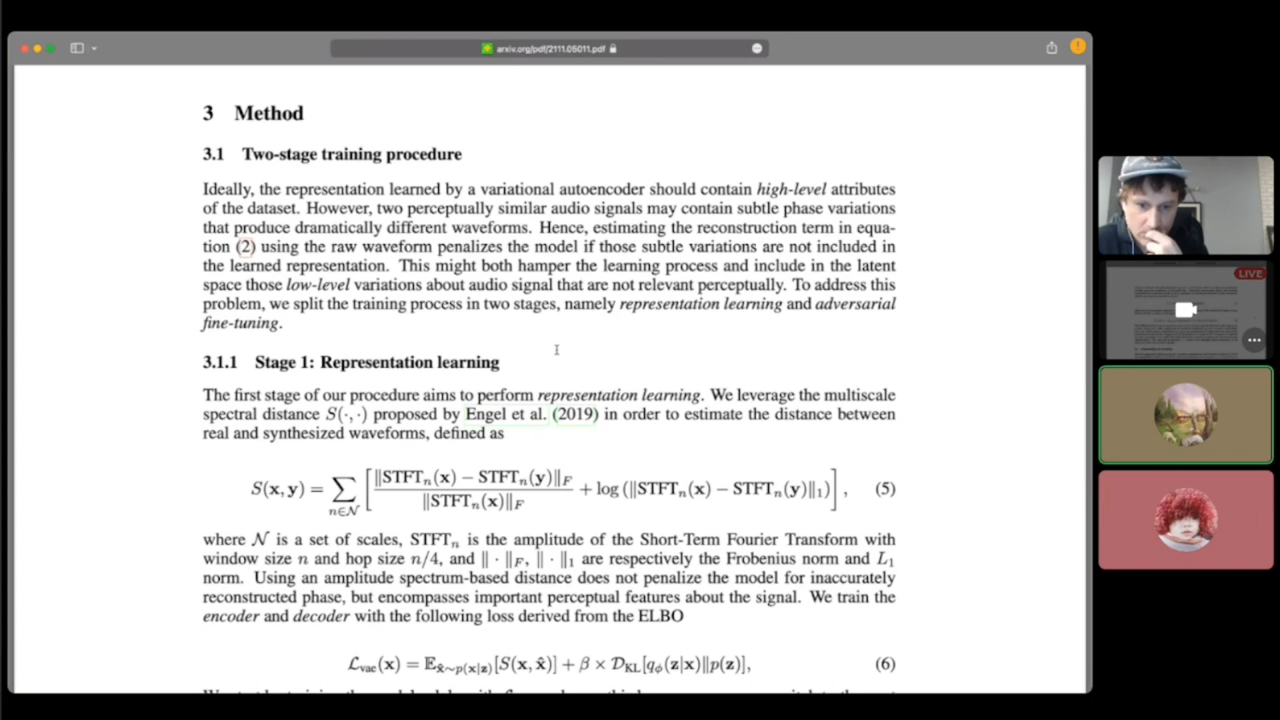 arxiv.org/pdf/2111.05011.pdf
3 Method
3.1 Two-stage training procedure
Ideally, the representation learned by a variational autoencoder should contain high-level attributes
of the dataset. However, two perceptually similar audio signals may contain subtle phase variations
that produce dramatically different waveforms. Hence, estimating the reconstruction term in equa-
tion (2) using the raw waveform penalizes the model if those subtle variations are not included in
the learned representation. This might both hamper the learning process and include in the latent
space those low-level variations about audio signal that are not relevant perceptually. To address this
problem, we split the training process in two stages, namely representation learning and adversarial
fine-tuning.
3.1.1 Stage 1: Representation learning
The first stage of our procedure aims to perform representation learning. We leverage the multiscale
spectral distance S(·, ·) proposed by Engel et al. (2019) in order to estimate the distance between
real and synthesized waveforms, defined as
S(x, y) = ∑_{n∈𝒩} [ ‖STFTₙ(x) − STFTₙ(y)‖_F / ‖STFTₙ(x)‖_F + log (‖STFTₙ(x) − STFTₙ(y)‖₁) ] , (5)
where 𝒩 is a set of scales, STFTₙ is the amplitude of the Short-Term Fourier Transform with
window size n and hop size n/4, and ‖ · ‖_F, ‖ · ‖₁ are respectively the Frobenius norm and L₁
norm. Using an amplitude spectrum-based distance does not penalize the model for inaccurately
reconstructed phase, but encompasses important perceptual features about the signal. We train the
encoder and decoder with the following loss derived from the ELBO
ℒ_vae(x) = 𝔼_{x̂∼p(x|z)}[S(x, x̂)] + β × 𝒟_KL[q_ϕ(z|x)‖p(z)], (6)
LIVE